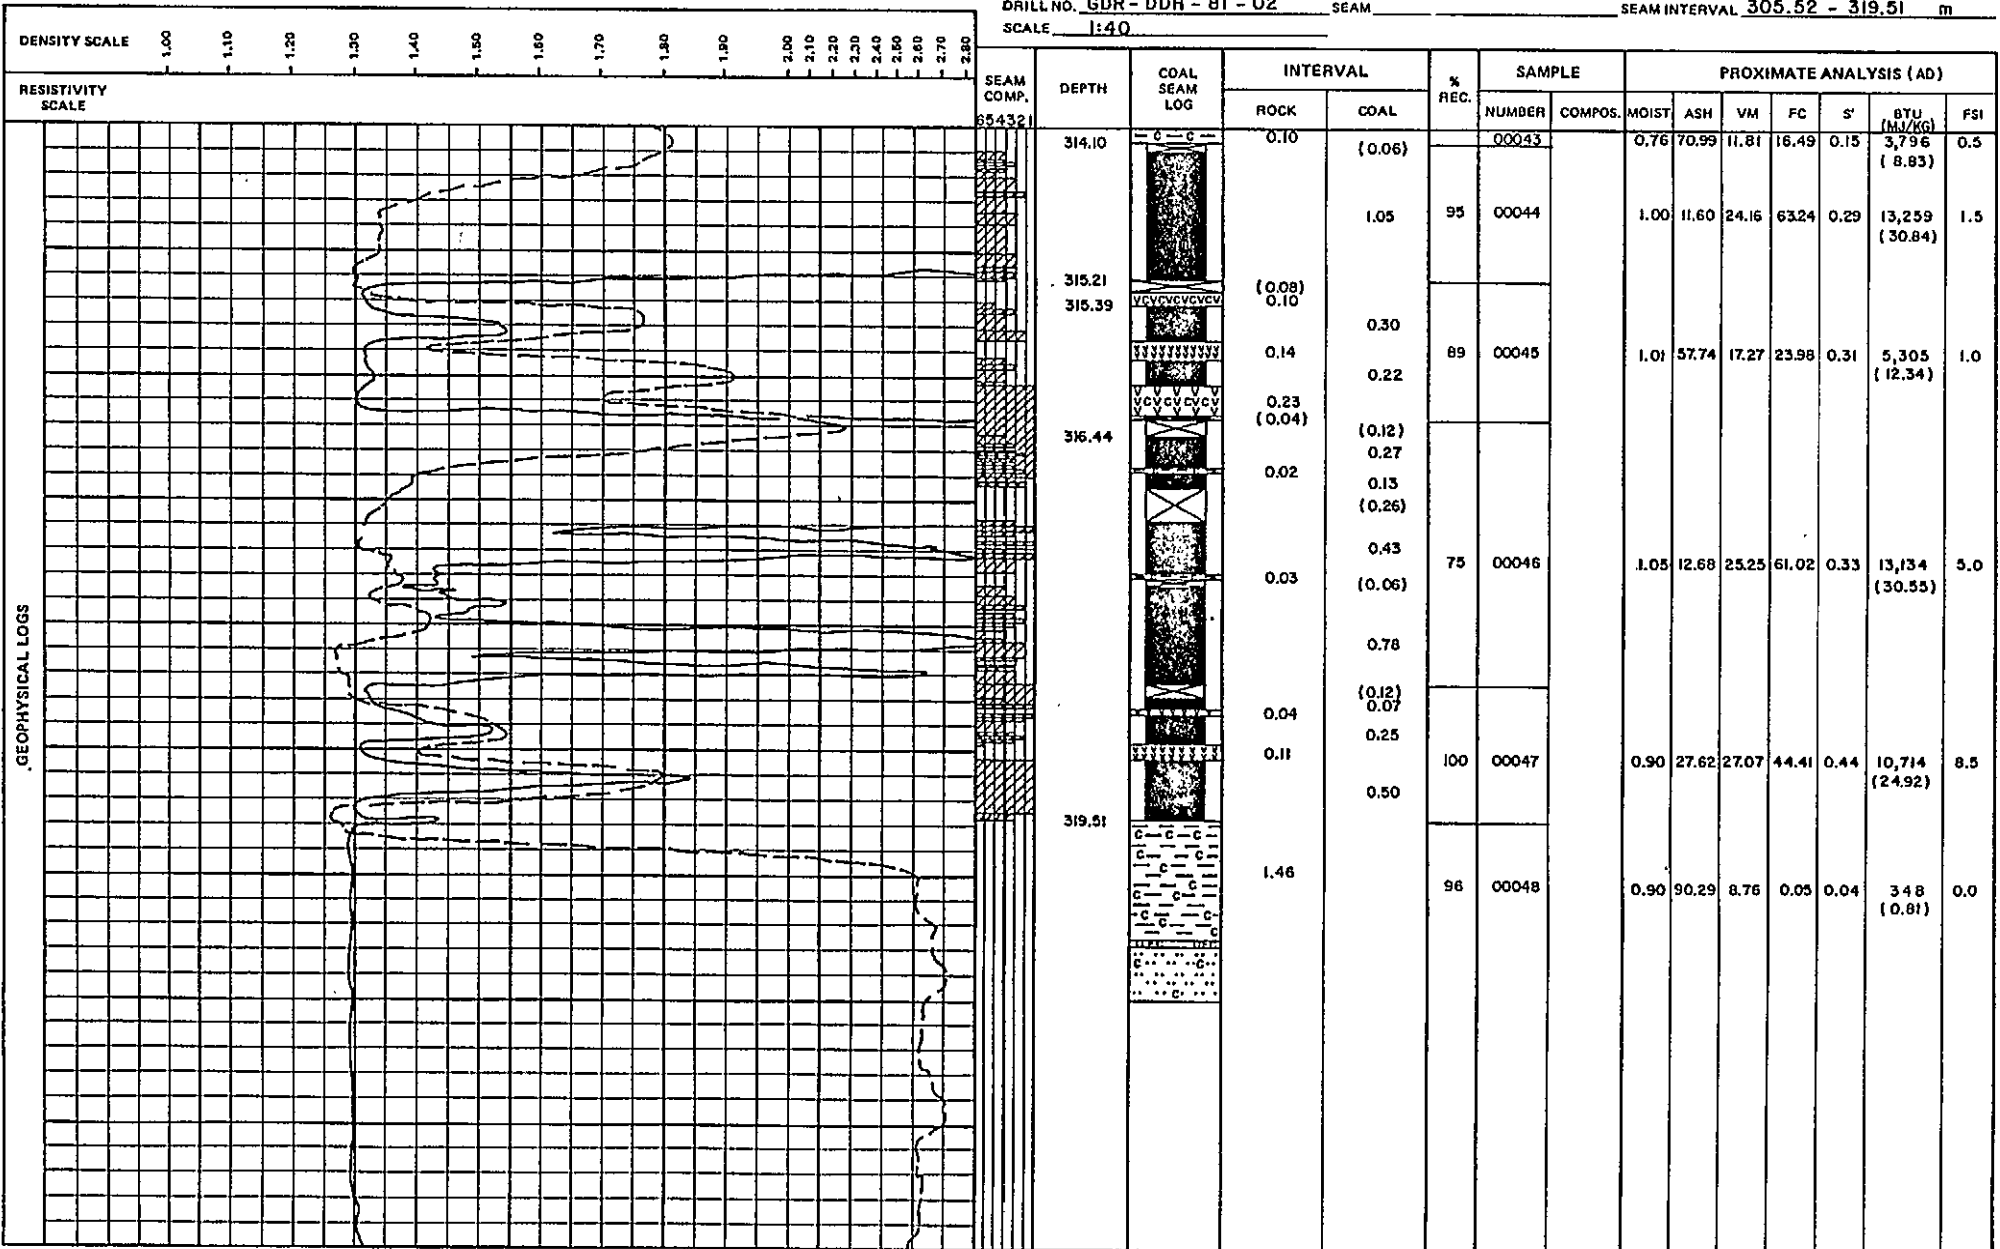 DRILL NO. GDR - DDH - 81 - 02 SEAM SEAM INTERVAL 305.52 - 319.51 m
SCALE 1:40
DENSITY SCALE 1.00 1.10 1.20 1.30 1.40 1.50 1.60 1.70 1.80 1.90 2.00 2.10 2.20 2.30 2.40 2.50 2.60 2.70 2.80
RESISTIVITY SCALE
SEAM COMP. 654321
DEPTH
COAL SEAM LOG
INTERVAL
ROCK COAL
% REC.
SAMPLE
NUMBER COMPOS.
PROXIMATE ANALYSIS (AD)
MOIST ASH VM FC S' BTU (MJ/KG) FSI
314.10 0.10 (0.06) 00043 0.76 70.99 11.81 16.49 0.15 3,796 0.5
(8.83)
1.05 95 00044 1.00 11.60 24.16 63.24 0.29 13,259 1.5
(30.84)
315.21 (0.08)
315.39 0.10
0.30
0.14 89 00045 1.01 57.74 17.27 23.98 0.31 5,305 1.0
0.22 (12.34)
0.23
(0.04)
316.44 (0.12)
0.27
0.02
0.13
(0.26)
0.43
75 00046 1.05 12.68 25.25 61.02 0.33 13,134 5.0
0.03 (0.06) (30.55)
0.78
(0.12)
0.07
0.04
0.25
0.11 100 00047 0.90 27.62 27.07 44.41 0.44 10,714 8.5
(24.92)
0.50
319.51
1.46
96 00048 0.90 90.29 8.76 0.05 0.04 348 0.0
(0.81)
GEOPHYSICAL LOGS